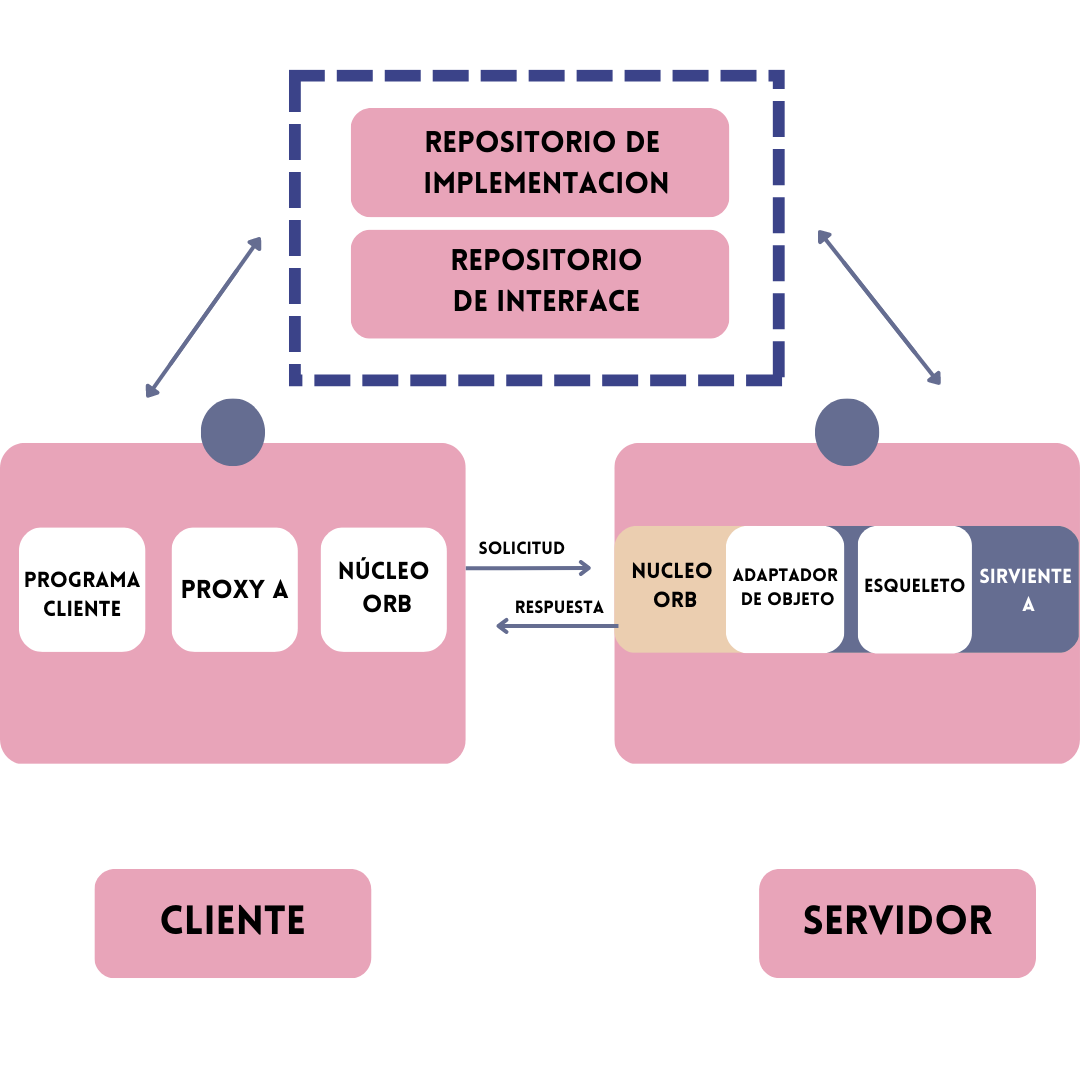 REPOSITORIO DE
IMPLEMENTACION
REPOSITORIO
DE INTERFACE
PROGRAMA
CLIENTE
PROXY A
NÚCLEO
ORB
SOLICITUD
RESPUESTA
NUCLEO
ORB
ADAPTADOR
DE OBJETO
ESQUELETO
SIRVIENTE
A
CLIENTE
SERVIDOR